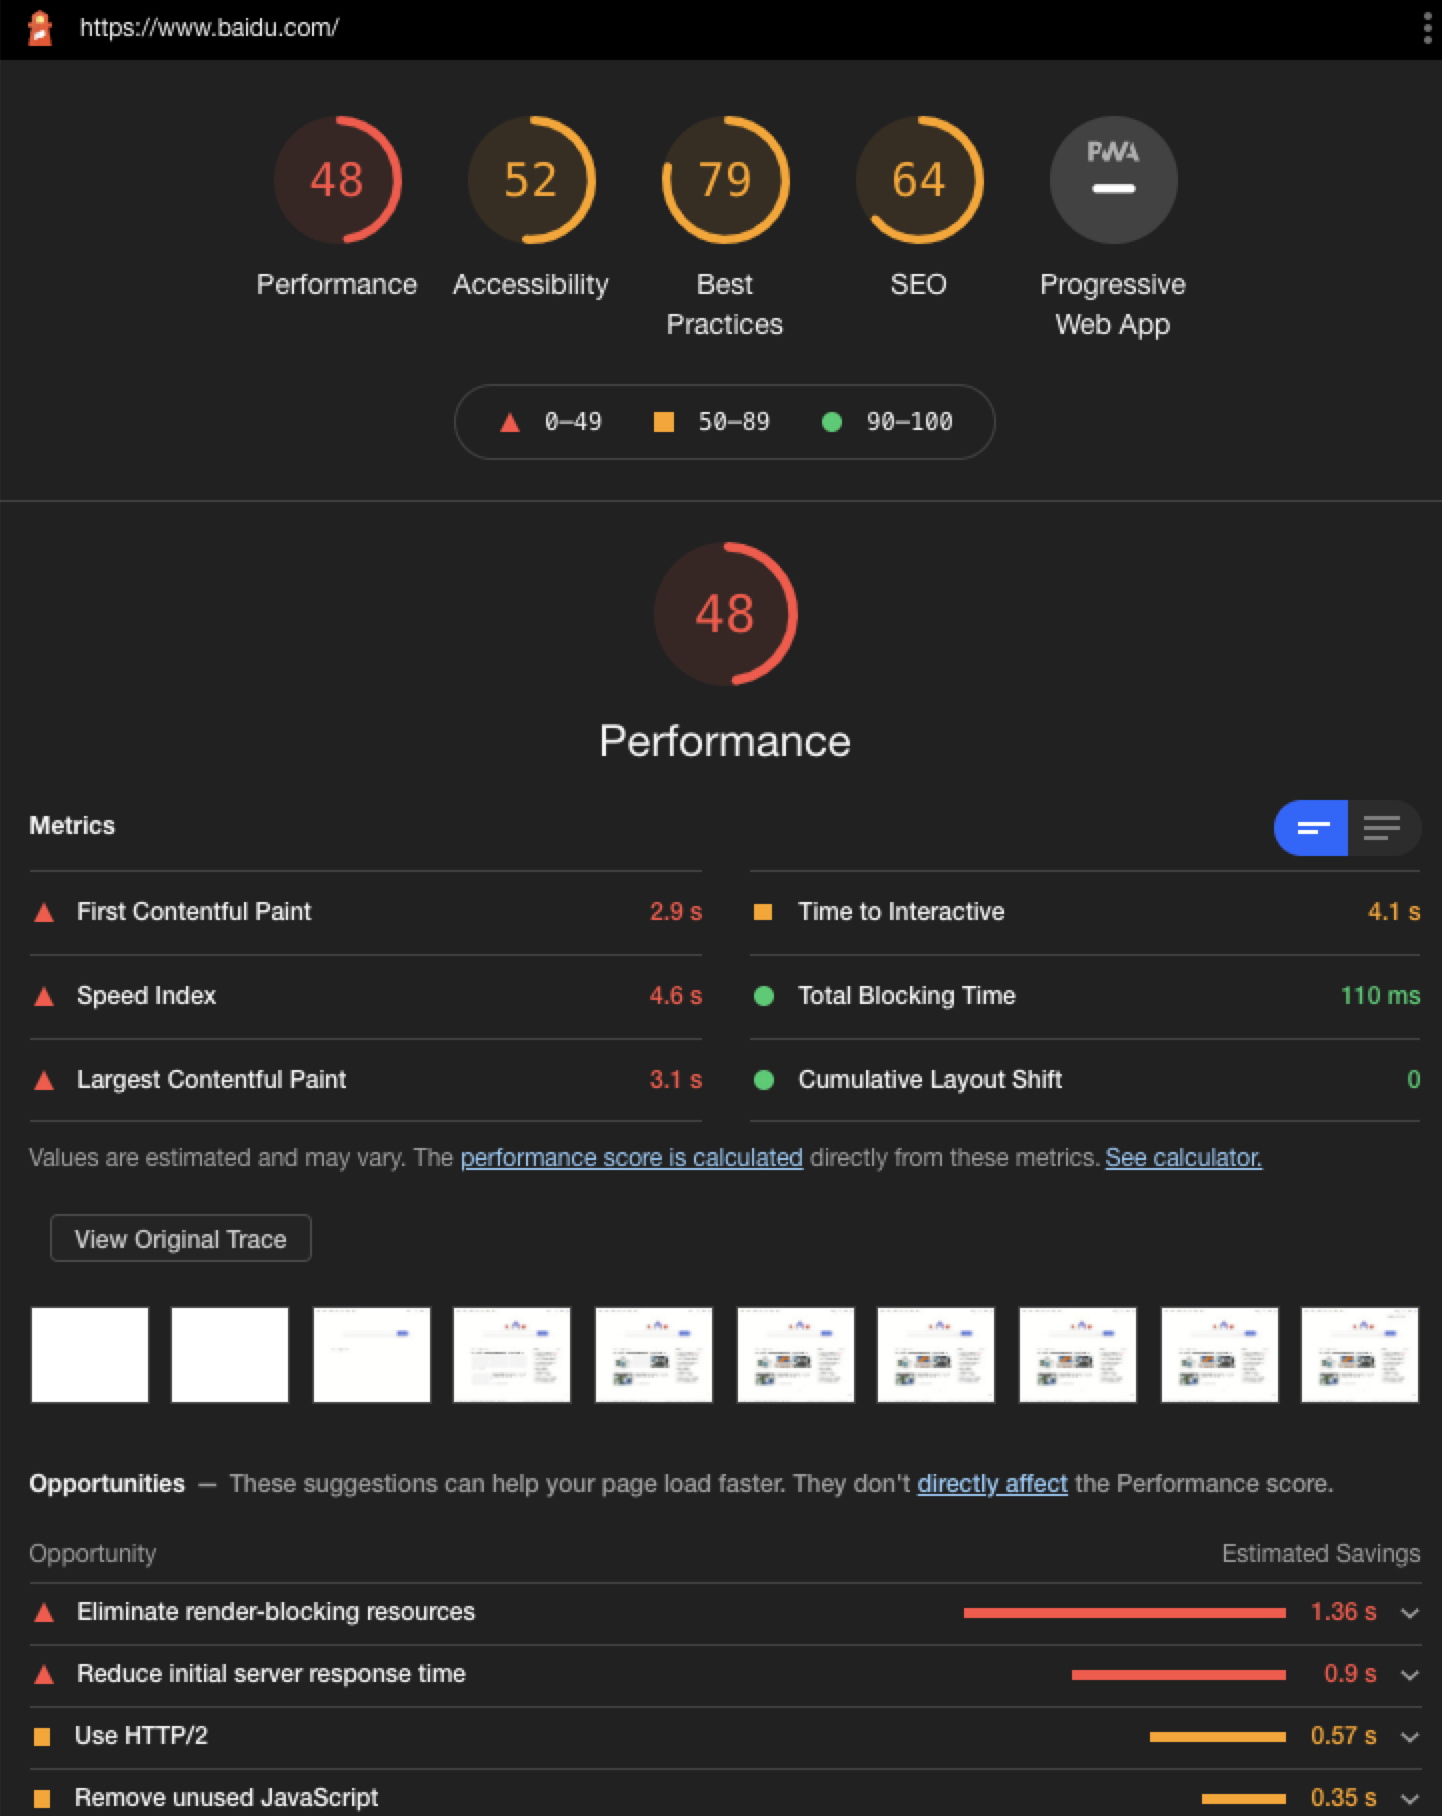 https://www.baidu.com/
48
52
79
64
PWA
Performance
Accessibility
Best
Practices
SEO
Progressive
Web App
0–49
50–89
90–100
48
Performance
Metrics
First Contentful Paint 2.9 s
Time to Interactive 4.1 s
Speed Index 4.6 s
Total Blocking Time 110 ms
Largest Contentful Paint 3.1 s
Cumulative Layout Shift 0
Values are estimated and may vary. The performance score is calculated directly from these metrics. See calculator.
View Original Trace
Opportunities — These suggestions can help your page load faster. They don't directly affect the Performance score.
Opportunity Estimated Savings
Eliminate render-blocking resources 1.36 s
Reduce initial server response time 0.9 s
Use HTTP/2 0.57 s
Remove unused JavaScript 0.35 s